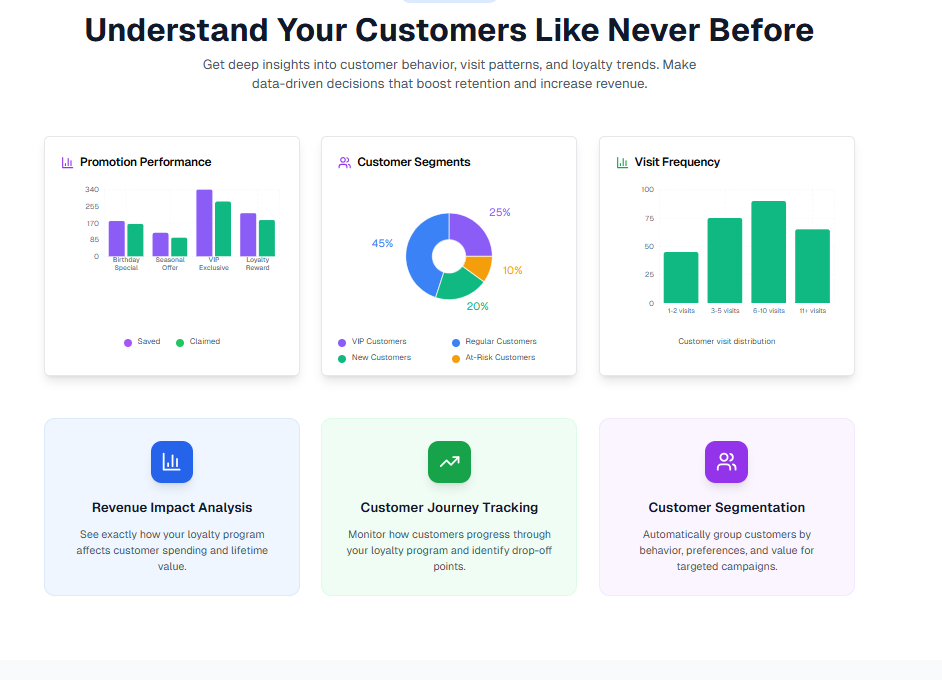 Understand Your Customers Like Never Before
Get deep insights into customer behavior, visit patterns, and loyalty trends. Make
data-driven decisions that boost retention and increase revenue.
Promotion Performance
340
255
170
85
0
Birthday
Special
Seasonal
Offer
VIP
Exclusive
Loyalty
Reward
Saved
Claimed
Customer Segments
25%
45%
10%
20%
VIP Customers
Regular Customers
New Customers
At-Risk Customers
Visit Frequency
100
75
50
25
0
1-2 visits
3-5 visits
6-10 visits
11+ visits
Customer visit distribution
Revenue Impact Analysis
See exactly how your loyalty program
affects customer spending and lifetime
value.
Customer Journey Tracking
Monitor how customers progress through
your loyalty program and identify drop-off
points.
Customer Segmentation
Automatically group customers by
behavior, preferences, and value for
targeted campaigns.